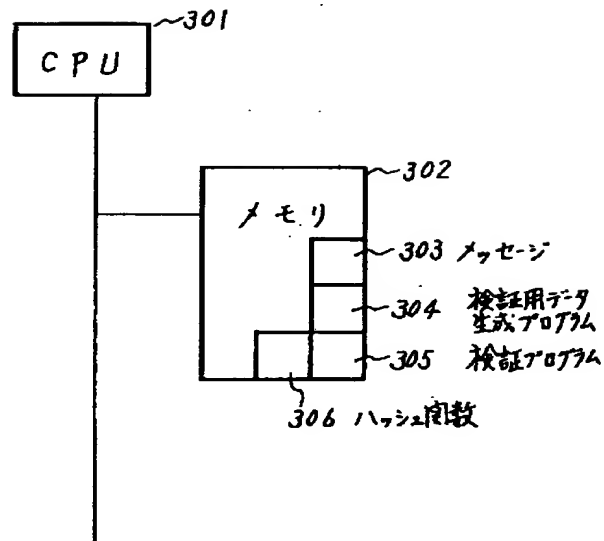 301
CPU
302
メモリ
303 メッセージ
304 検証用データ
生成プログラム
305 検証プログラム
306 ハッシュ関数